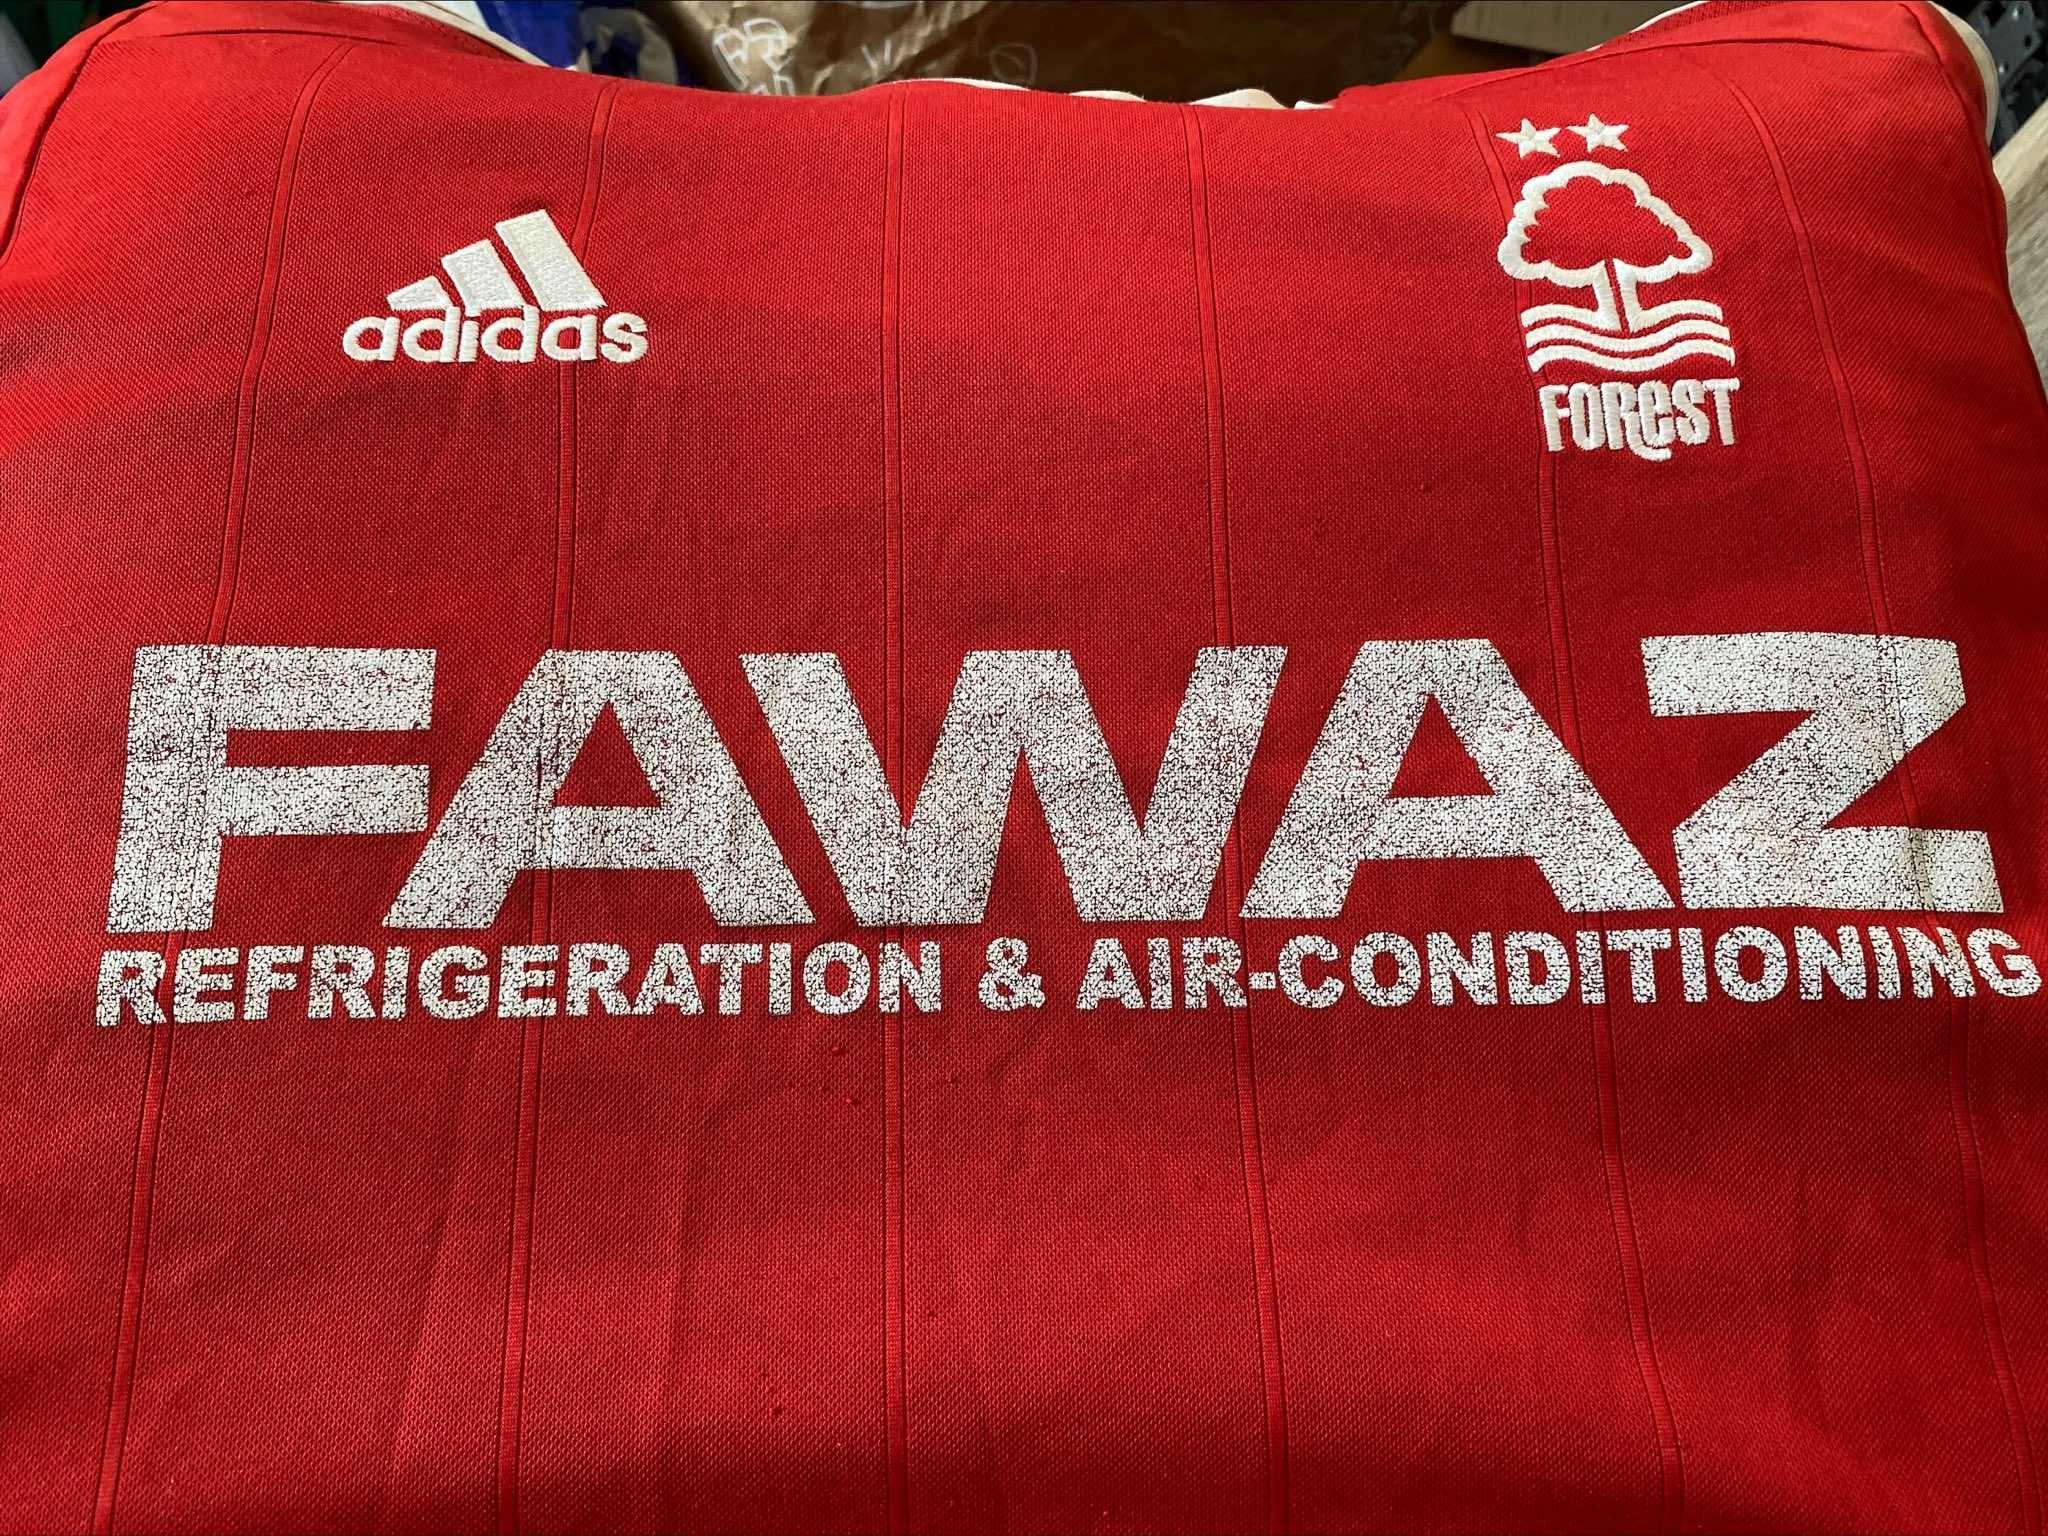 adidas
FOREST
FAWAZ
REFRIGERATION & AIR-CONDITIONING